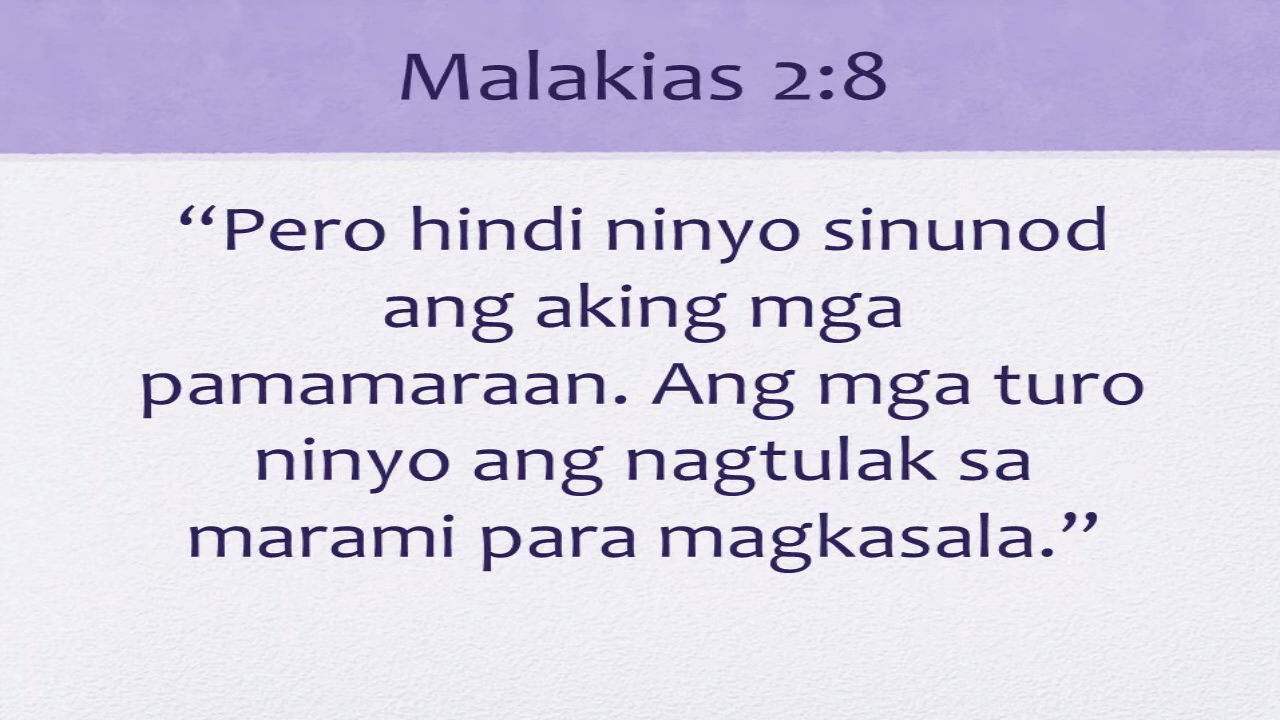 Malakias 2:8
“Pero hindi ninyo sinunod
ang aking mga
pamamaraan. Ang mga turo
ninyo ang nagtulak sa
marami para magkasala.”